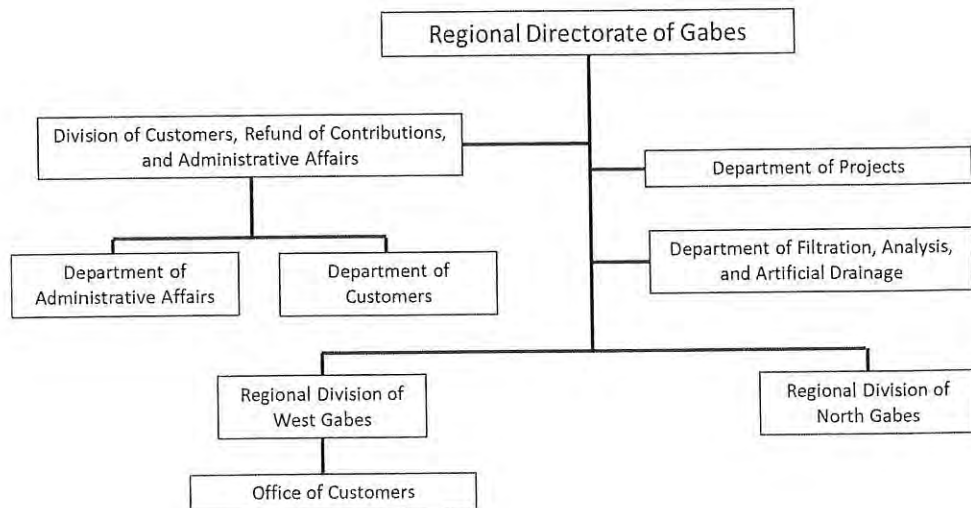 Regional Directorate of Gabes
Division of Customers, Refund of Contributions,
and Administrative Affairs
Department of Projects
Department of Filtration, Analysis,
and Artificial Drainage
Department of
Administrative Affairs
Department of
Customers
Regional Division of
West Gabes
Regional Division of
North Gabes
Office of Customers